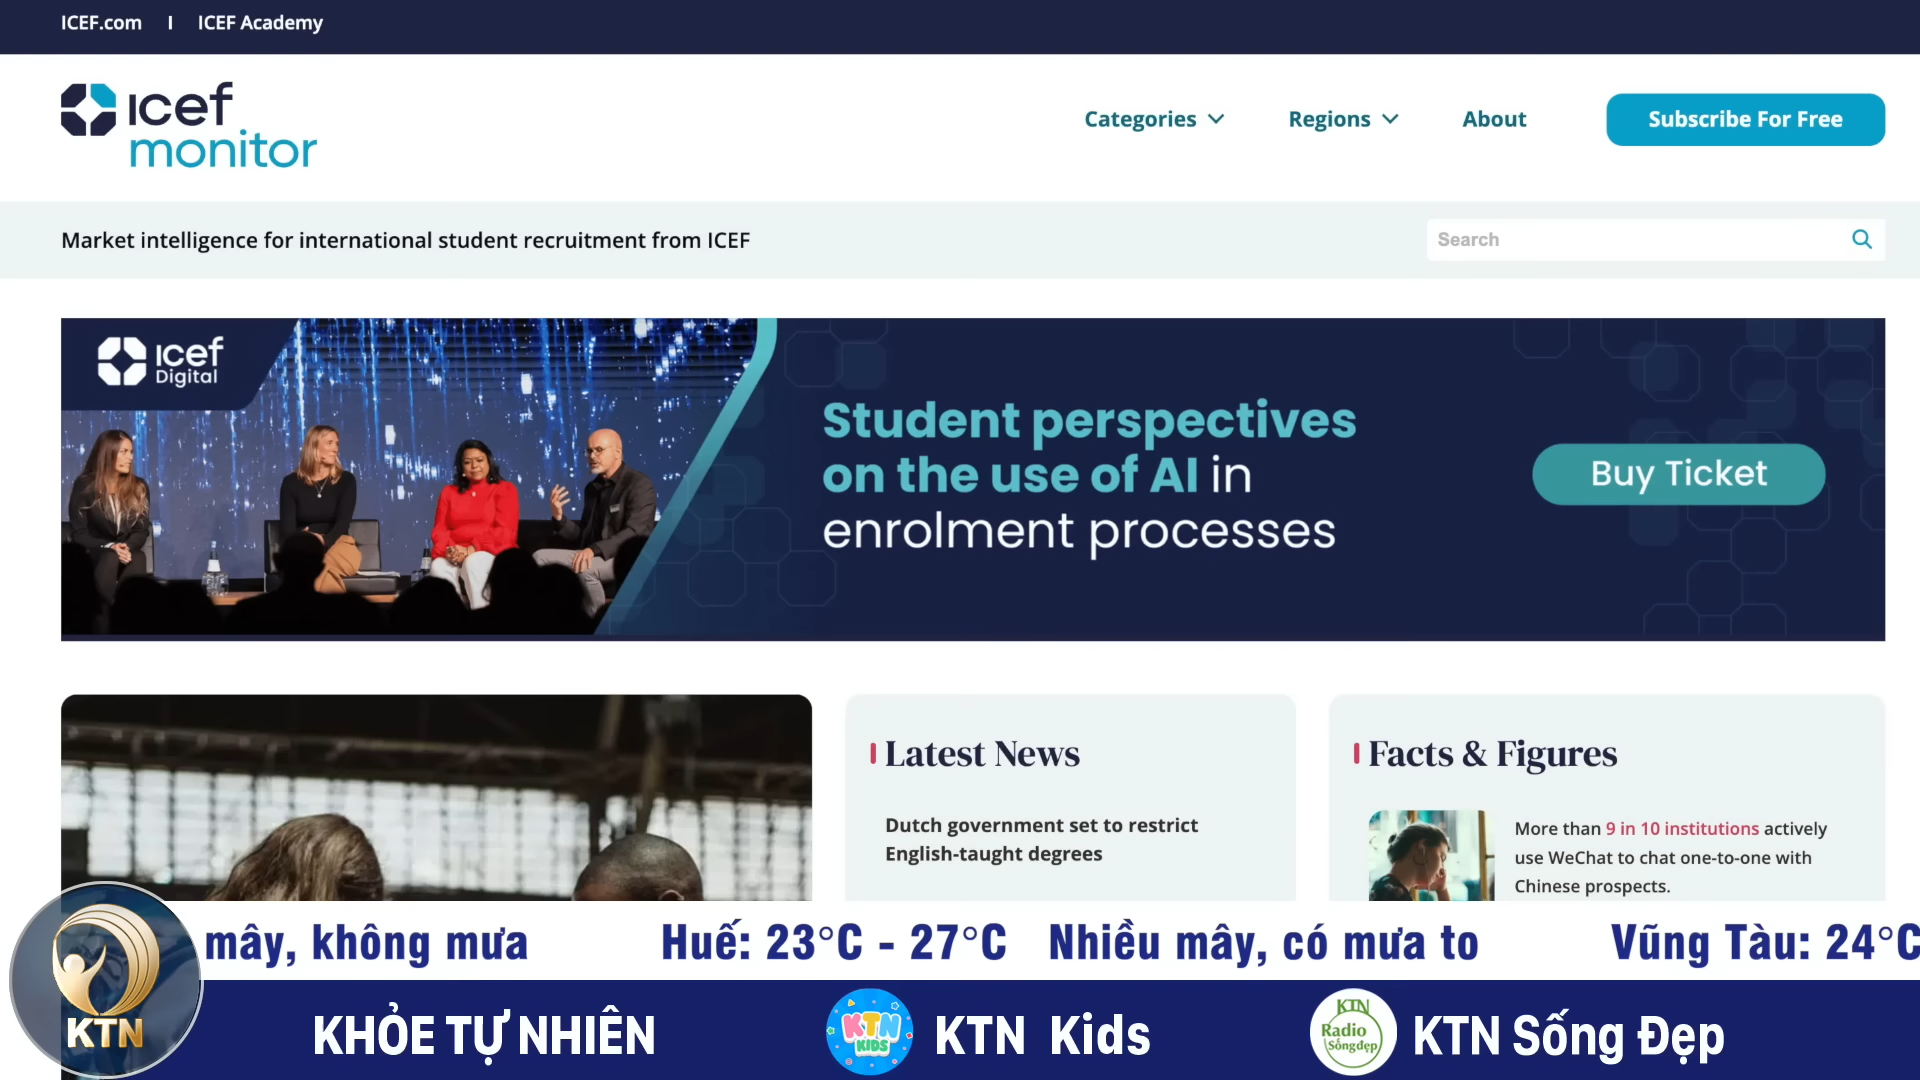 ICEF.com I ICEF Academy
icef
monitor
Categories
Regions
About
Subscribe For Free
Market intelligence for international student recruitment from ICEF
Search
icef
Digital
Student perspectives
on the use of AI in
enrolment processes
Buy Ticket
Latest News
Dutch government set to restrict
English-taught degrees
Facts & Figures
More than 9 in 10 institutions actively
use WeChat to chat one-to-one with
Chinese prospects.
mây, không mưa Huế: 23°C - 27°C Nhiều mây, có mưa to Vũng Tàu: 24°C
KTN
KHỎE TỰ NHIÊN
KTN
KIDS
KTN Kids
KTN
Radio
Sống đẹp
KTN Sống Đẹp